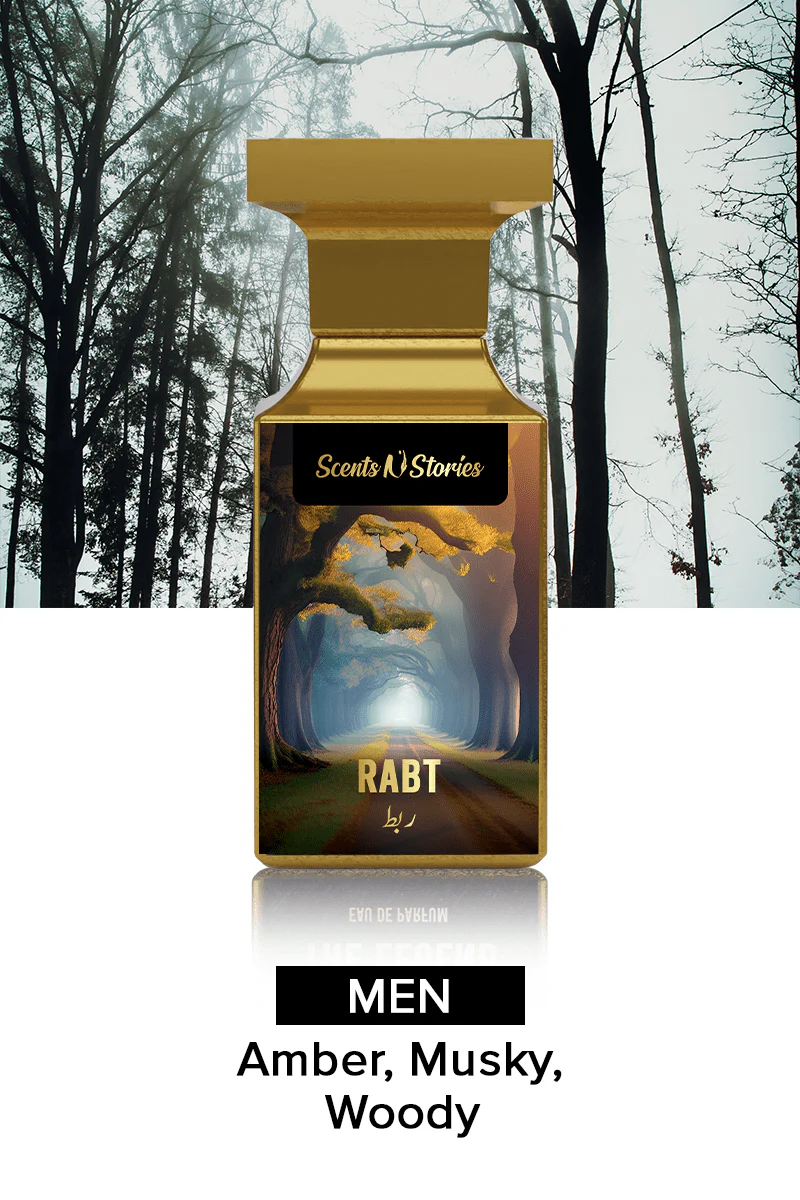 Scents N Stories
RABT
ربط
EAU DE PARFUM
THE LEGEND
MEN
Amber, Musky,
Woody